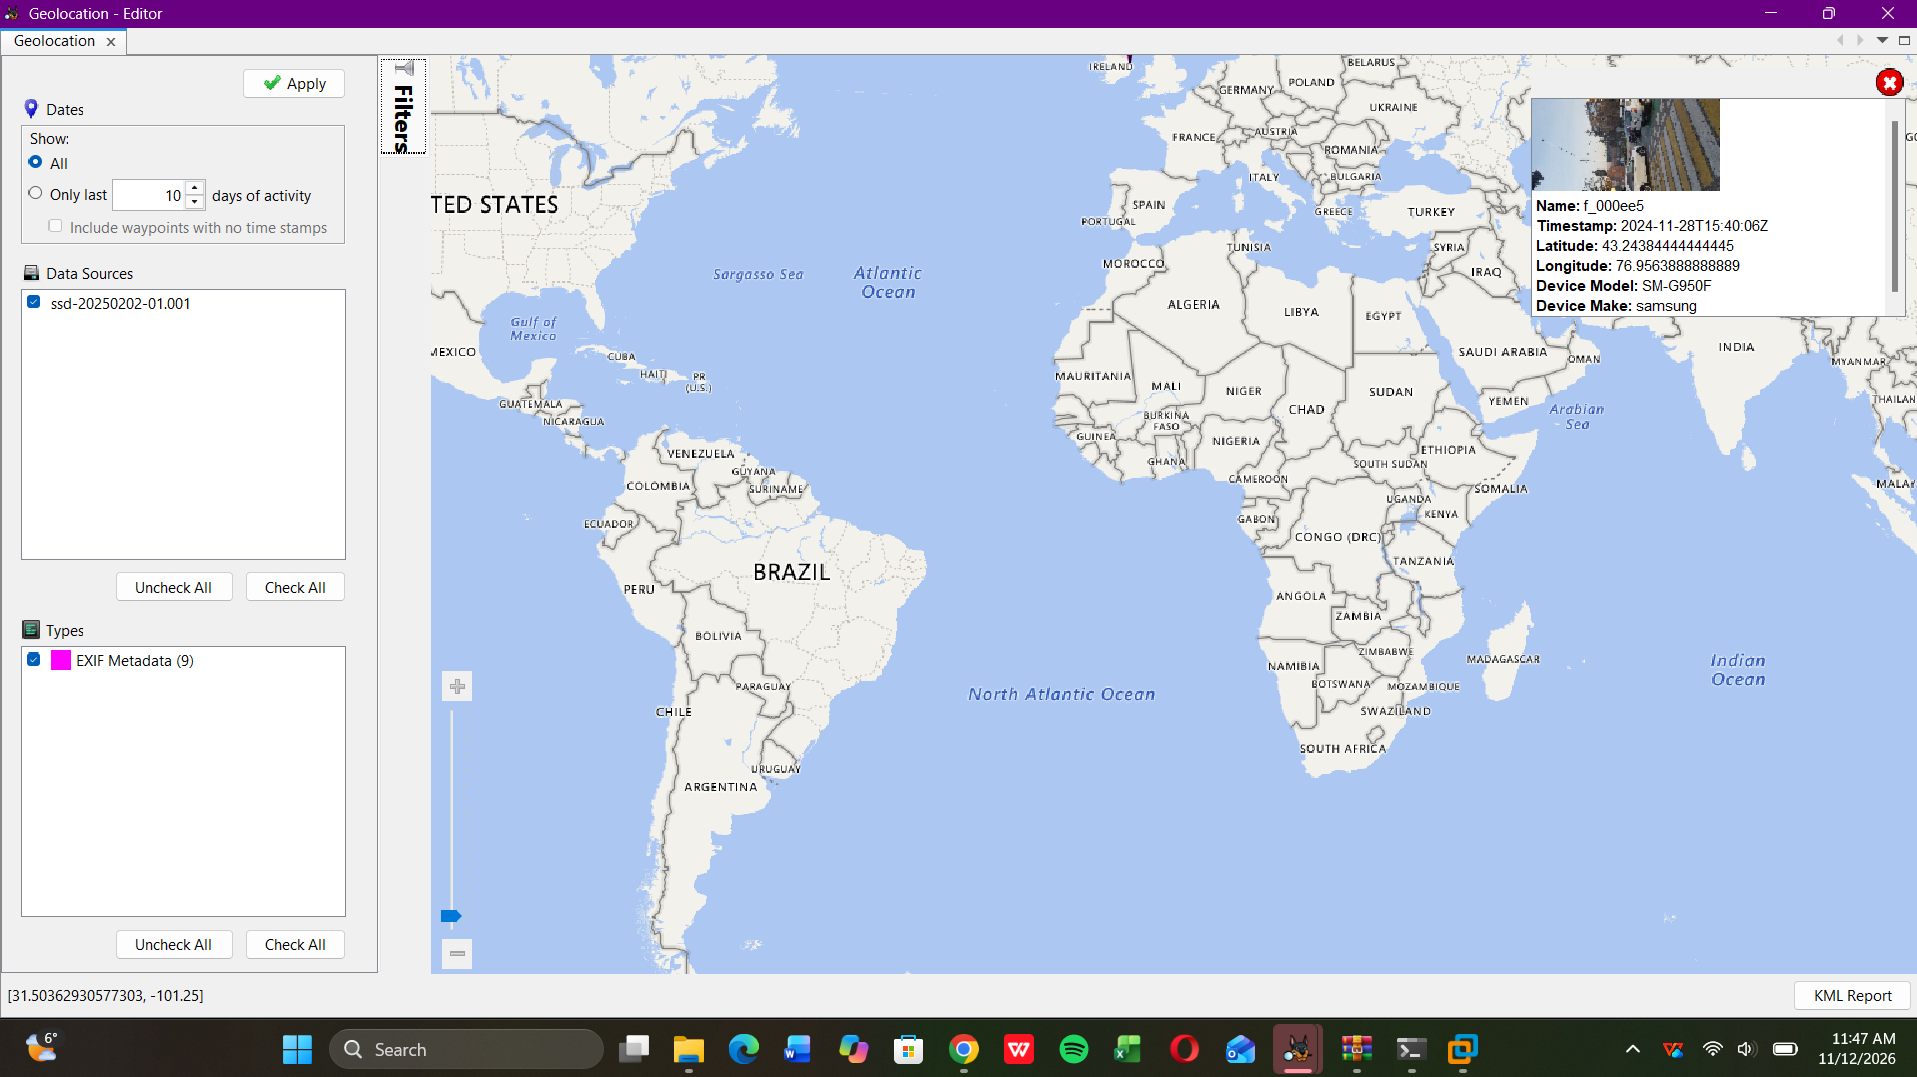 Geolocation - Editor
Geolocation
Apply
Dates
Show:
All
Only last 10 days of activity
Include waypoints with no time stamps
Data Sources
ssd-20250202-01.001
Uncheck All
Check All
Types
EXIF Metadata (9)
Uncheck All
Check All
Filters
IRELAND
BELARUS
POLAND
GERMANY
UKRAINE
FRANCE
AUSTRIA
ROMANIA
ITALY
BULGARIA
SPAIN
PORTUGAL
GREECE
TURKEY
TUNISIA
SYRIA
MOROCCO
IRAQ
ALGERIA
LIBYA
EGYPT
SAUDI ARABIA
OMAN
INDIA
MYANMAR
THAILAN
MAURITANIA
MALI
NIGER
CHAD
SUDAN
YEMEN
Arabian
Sea
BURKINA
FASO
GUINEA
NIGERIA
GHANA
ETHIOPIA
SOUTH SUDAN
CAMEROON
SOMALIA
UGANDA
KENYA
GABON
CONGO (DRC)
TANZANIA
MALAY
ANGOLA
ZAMBIA
ZIMBABWE
MADAGASCAR
NAMIBIA
BOTSWANA
MOZAMBIQUE
SWAZILAND
SOUTH AFRICA
Indian
Ocean
TED STATES
Sargasso Sea
Atlantic
Ocean
Gulf of
Mexico
MEXICO
CUBA
HAITI
PR
(U.S.)
GUATEMALA
NICARAGUA
VENEZUELA
GUYANA
SURINAME
COLOMBIA
ECUADOR
BRAZIL
PERU
BOLIVIA
PARAGUAY
CHILE
URUGUAY
ARGENTINA
North Atlantic Ocean
Name: f_000ee5
Timestamp: 2024-11-28T15:40:06Z
Latitude: 43.24384444444445
Longitude: 76.9563888888889
Device Model: SM-G950F
Device Make: samsung
[31.50362930577303, -101.25]
KML Report
6°
Search
11:47 AM
11/12/2026